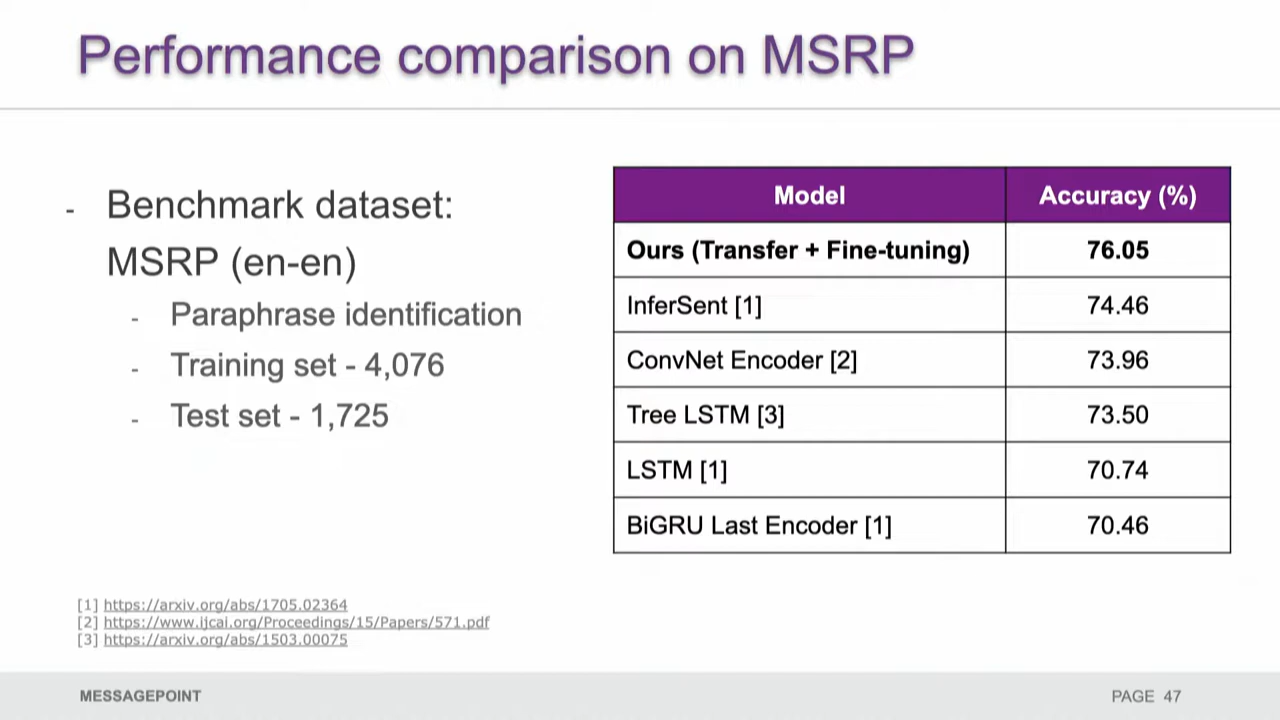 Performance comparison on MSRP
- Benchmark dataset:
MSRP (en-en)
- Paraphrase identification
- Training set - 4,076
- Test set - 1,725
Model Accuracy (%)
Ours (Transfer + Fine-tuning) 76.05
InferSent [1] 74.46
ConvNet Encoder [2] 73.96
Tree LSTM [3] 73.50
LSTM [1] 70.74
BiGRU Last Encoder [1] 70.46
[1] https://arxiv.org/abs/1705.02364
[2] https://www.ijcai.org/Proceedings/15/Papers/571.pdf
[3] https://arxiv.org/abs/1503.00075
MESSAGEPOINT
PAGE 47